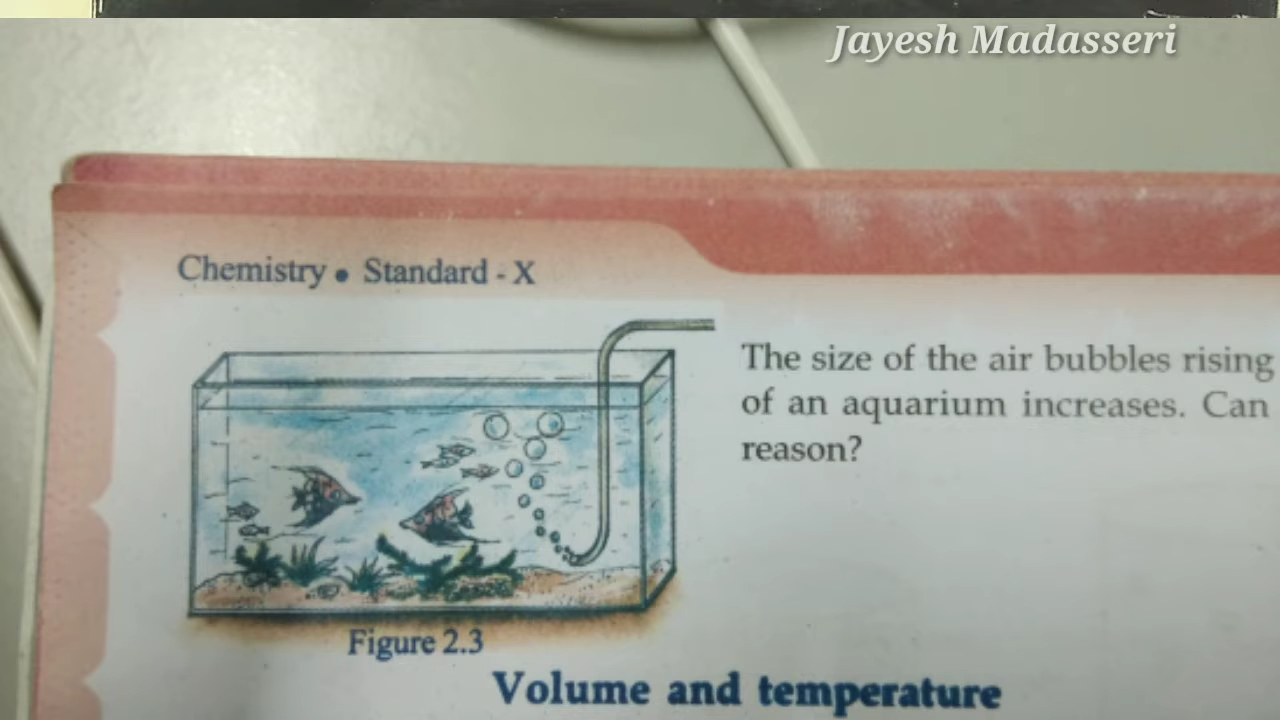 Jayesh Madasseri
Chemistry • Standard - X
The size of the air bubbles rising
of an aquarium increases. Can
reason?
Figure 2.3
Volume and temperature